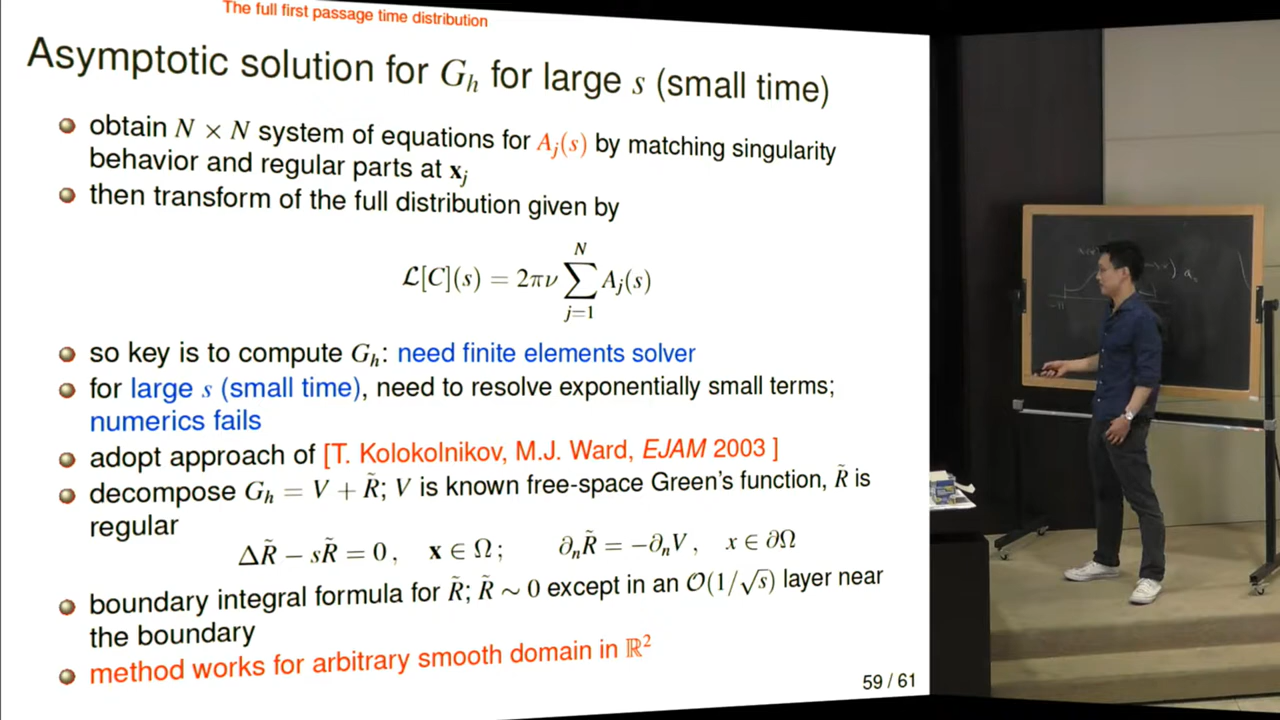 The full first passage time distribution
Asymptotic solution for G_h for large s (small time)
obtain N × N system of equations for A_j(s) by matching singularity
behavior and regular parts at x_j
then transform of the full distribution given by
ℒ[C](s) = 2πν ∑_{j=1}^{N} A_j(s)
so key is to compute G_h: need finite elements solver
for large s (small time), need to resolve exponentially small terms;
numerics fails
adopt approach of [T. Kolokolnikov, M.J. Ward, EJAM 2003 ]
decompose G_h = V + R̃; V is known free-space Green's function, R̃ is
regular
ΔR̃ − sR̃ = 0 , x ∈ Ω ; ∂_nR̃ = −∂_nV , x ∈ ∂Ω
boundary integral formula for R̃; R̃ ∼ 0 except in an 𝒪(1/√s) layer near
the boundary
method works for arbitrary smooth domain in ℝ²
59 / 61